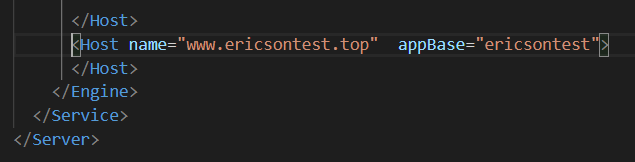 </Host>
<Host name="www.ericsontest.top"  appBase="ericsontest">
</Host>
</Engine>
</Service>
</Server>